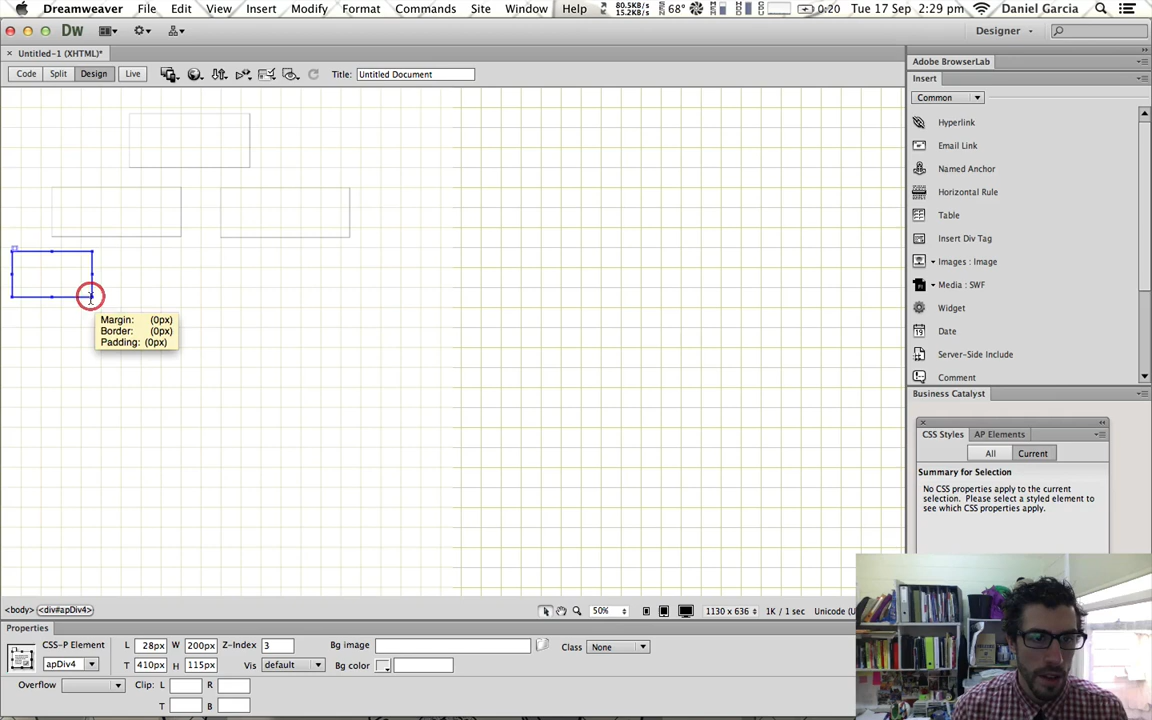 Dreamweaver File Edit View Insert Modify Format Commands Site Window Help 80.5KB/s 15.2KB/s 68° 0:20 Tue 17 Sep 2:29 pm Daniel Garcia
Dw Designer
Untitled-1 (XHTML)*
Code Split Design Live Title: Untitled Document
Adobe BrowserLab
Insert
Common
Hyperlink
Email Link
Named Anchor
Horizontal Rule
Table
Insert Div Tag
Images : Image
Media : SWF
Widget
Date
Server-Side Include
Comment
Business Catalyst
CSS Styles AP Elements
All Current
Summary for Selection
No CSS properties apply to the current
selection. Please select a styled element to
see which CSS properties apply.
Margin: (0px)
Border: (0px)
Padding: (0px)
<body> <div#apDiv4> 50% 1130 x 636 1K / 1 sec Unicode (U
Properties
CSS-P Element L 28px W 200px Z-Index 3 Bg image Class None
apDiv4 T 410px H 115px Vis default Bg color
Overflow Clip: L R
T B